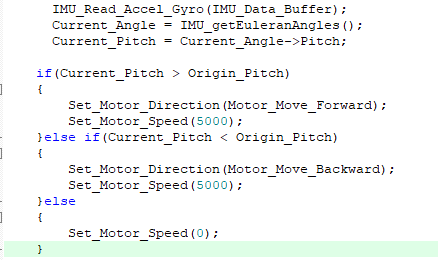 IMU_Read_Accel_Gyro(IMU_Data_Buffer);
Current_Angle = IMU_getEuleranAngles();
Current_Pitch = Current_Angle->Pitch;
if(Current_Pitch > Origin_Pitch)
{
Set_Motor_Direction(Motor_Move_Forward);
Set_Motor_Speed(5000);
}else if(Current_Pitch < Origin_Pitch)
{
Set_Motor_Direction(Motor_Move_Backward);
Set_Motor_Speed(5000);
}else
{
Set_Motor_Speed(0);
}